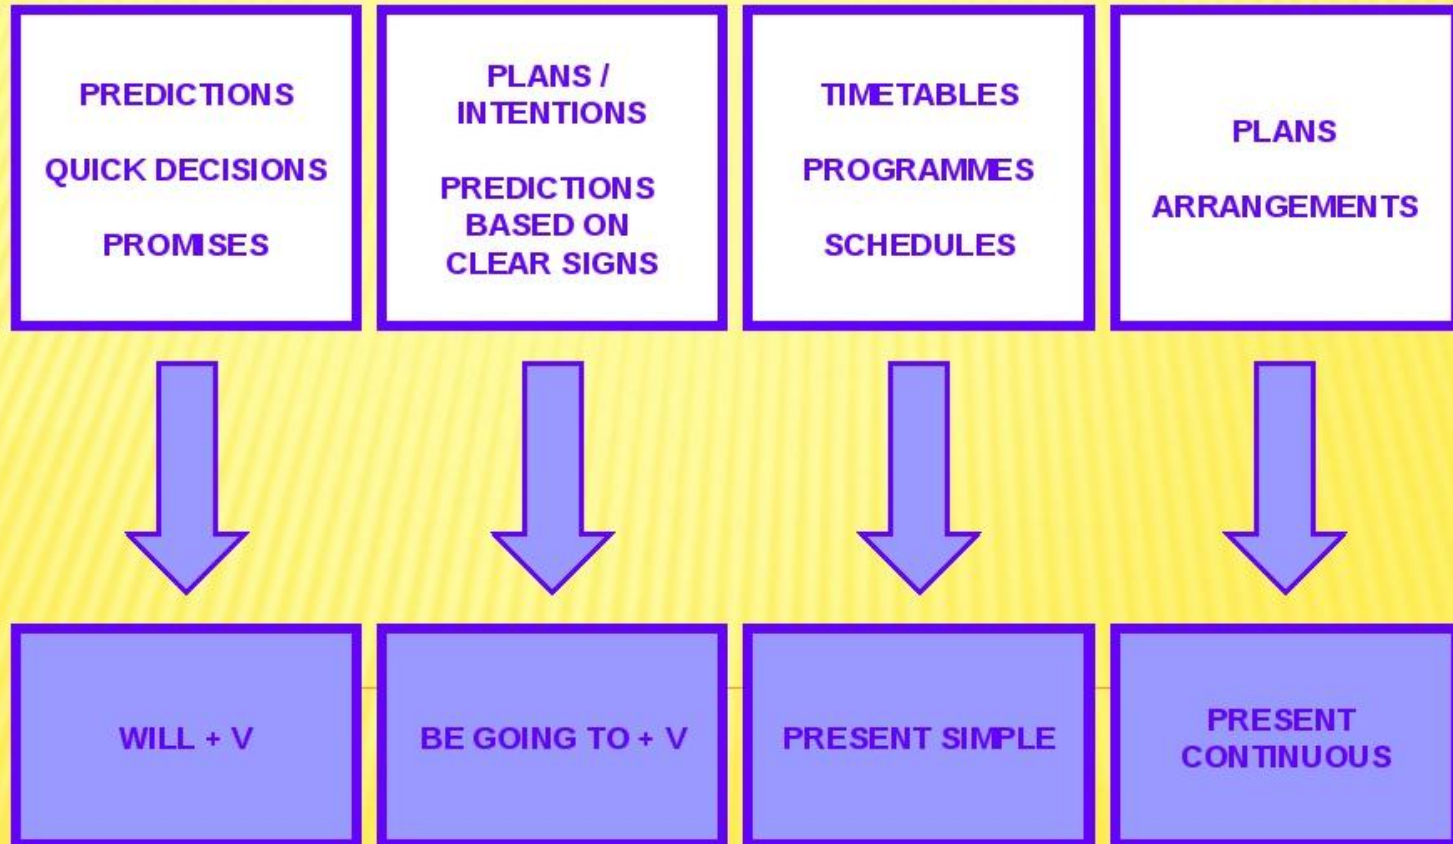 PREDICTIONS
QUICK DECISIONS
PROMISES
PLANS /
INTENTIONS
PREDICTIONS
BASED ON
CLEAR SIGNS
TIMETABLES
PROGRAMMES
SCHEDULES
PLANS
ARRANGEMENTS
WILL + V
BE GOING TO + V
PRESENT SIMPLE
PRESENT
CONTINUOUS